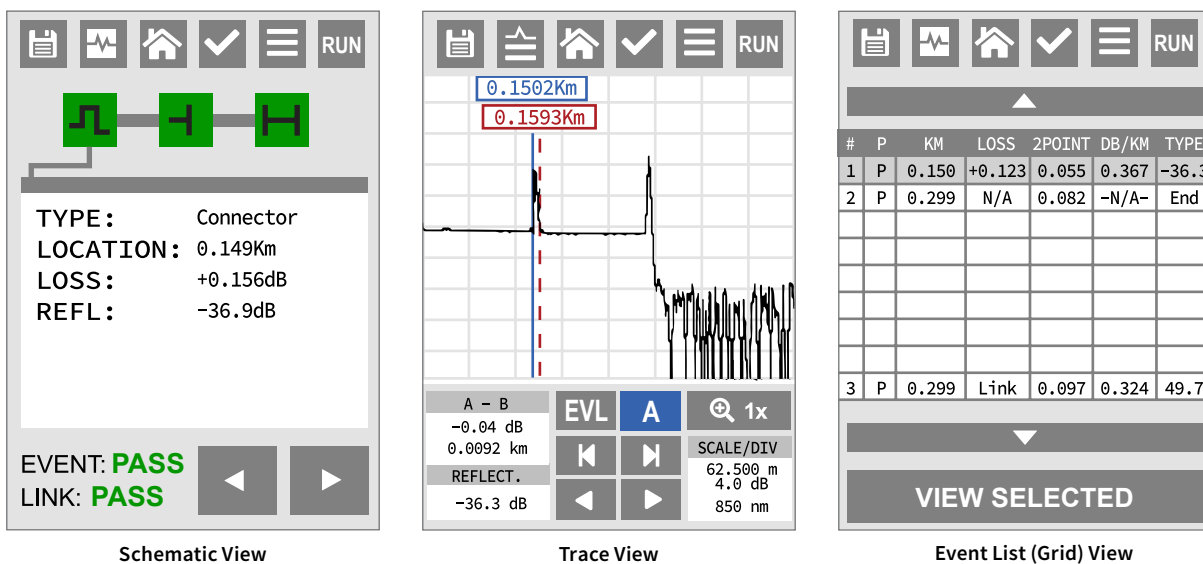 RUN
TYPE: Connector
LOCATION: 0.149Km
LOSS: +0.156dB
REFL: −36.9dB
EVENT: PASS
LINK: PASS
Schematic View
RUN
0.1502Km
0.1593Km
A − B
−0.04 dB
0.0092 km
REFLECT.
−36.3 dB
EVL A
1x
SCALE/DIV
62.500 m
4.0 dB
850 nm
Trace View
RUN
# P KM LOSS 2POINT DB/KM TYPE
1 P 0.150 +0.123 0.055 0.367 −36.3
2 P 0.299 N/A 0.082 −N/A− End
3 P 0.299 Link 0.097 0.324 49.7
VIEW SELECTED
Event List (Grid) View